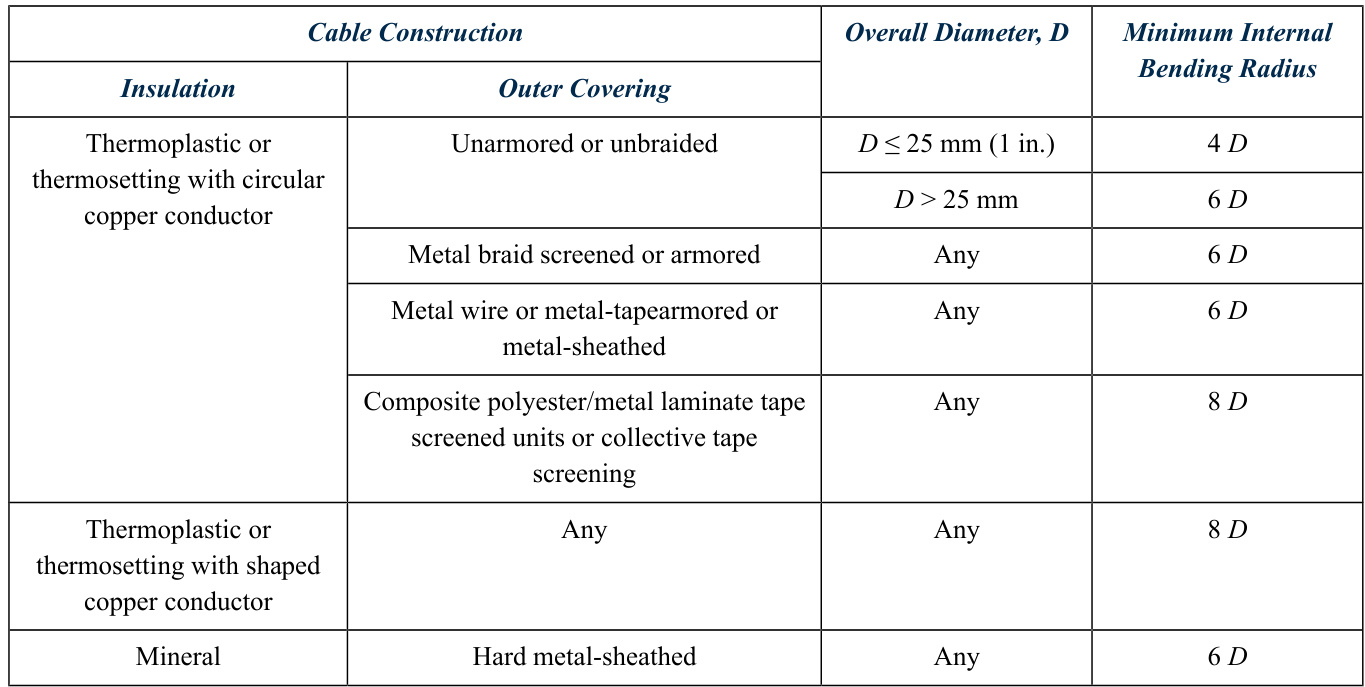 Cable Construction
Overall Diameter, D
Minimum Internal
Bending Radius
Insulation
Outer Covering
Thermoplastic or
thermosetting with circular
copper conductor
Unarmored or unbraided
D ≤ 25 mm (1 in.)
4 D
D > 25 mm
6 D
Metal braid screened or armored
Any
6 D
Metal wire or metal-tapearmored or
metal-sheathed
Any
6 D
Composite polyester/metal laminate tape
screened units or collective tape
screening
Any
8 D
Thermoplastic or
thermosetting with shaped
copper conductor
Any
Any
8 D
Mineral
Hard metal-sheathed
Any
6 D